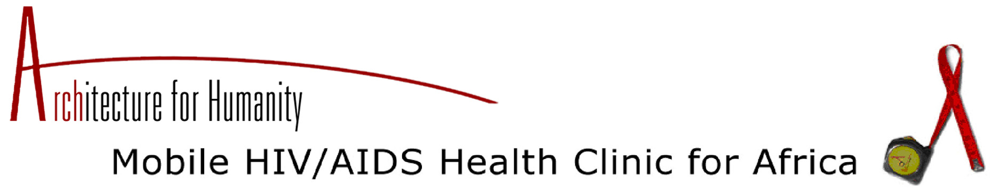 Architecture for Humanity
Mobile HIV/AIDS Health Clinic for Africa